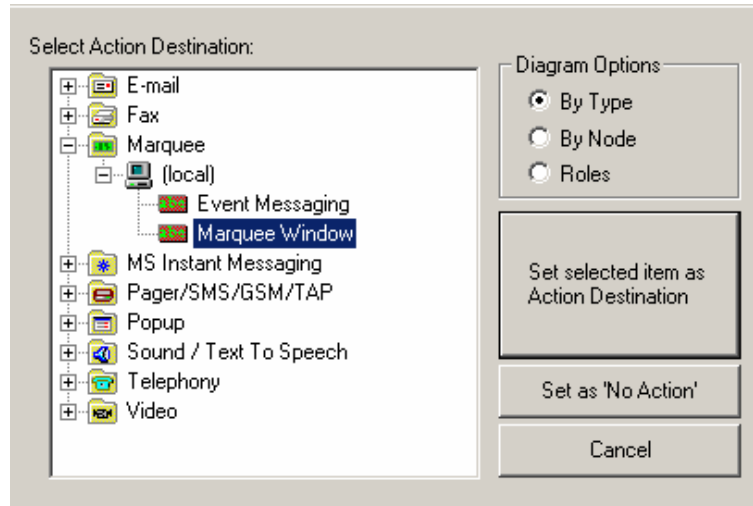 Select Action Destination:
E-mail
Fax
Marquee
(local)
Event Messaging
Marquee Window
MS Instant Messaging
Pager/SMS/GSM/TAP
Popup
Sound / Text To Speech
Telephony
Video
Diagram Options
By Type
By Node
Roles
Set selected item as
Action Destination
Set as 'No Action'
Cancel